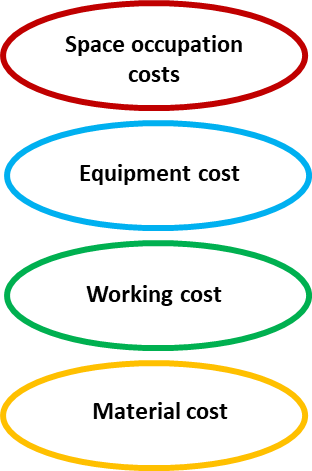 Space occupation
costs
Equipment cost
Working cost
Material cost